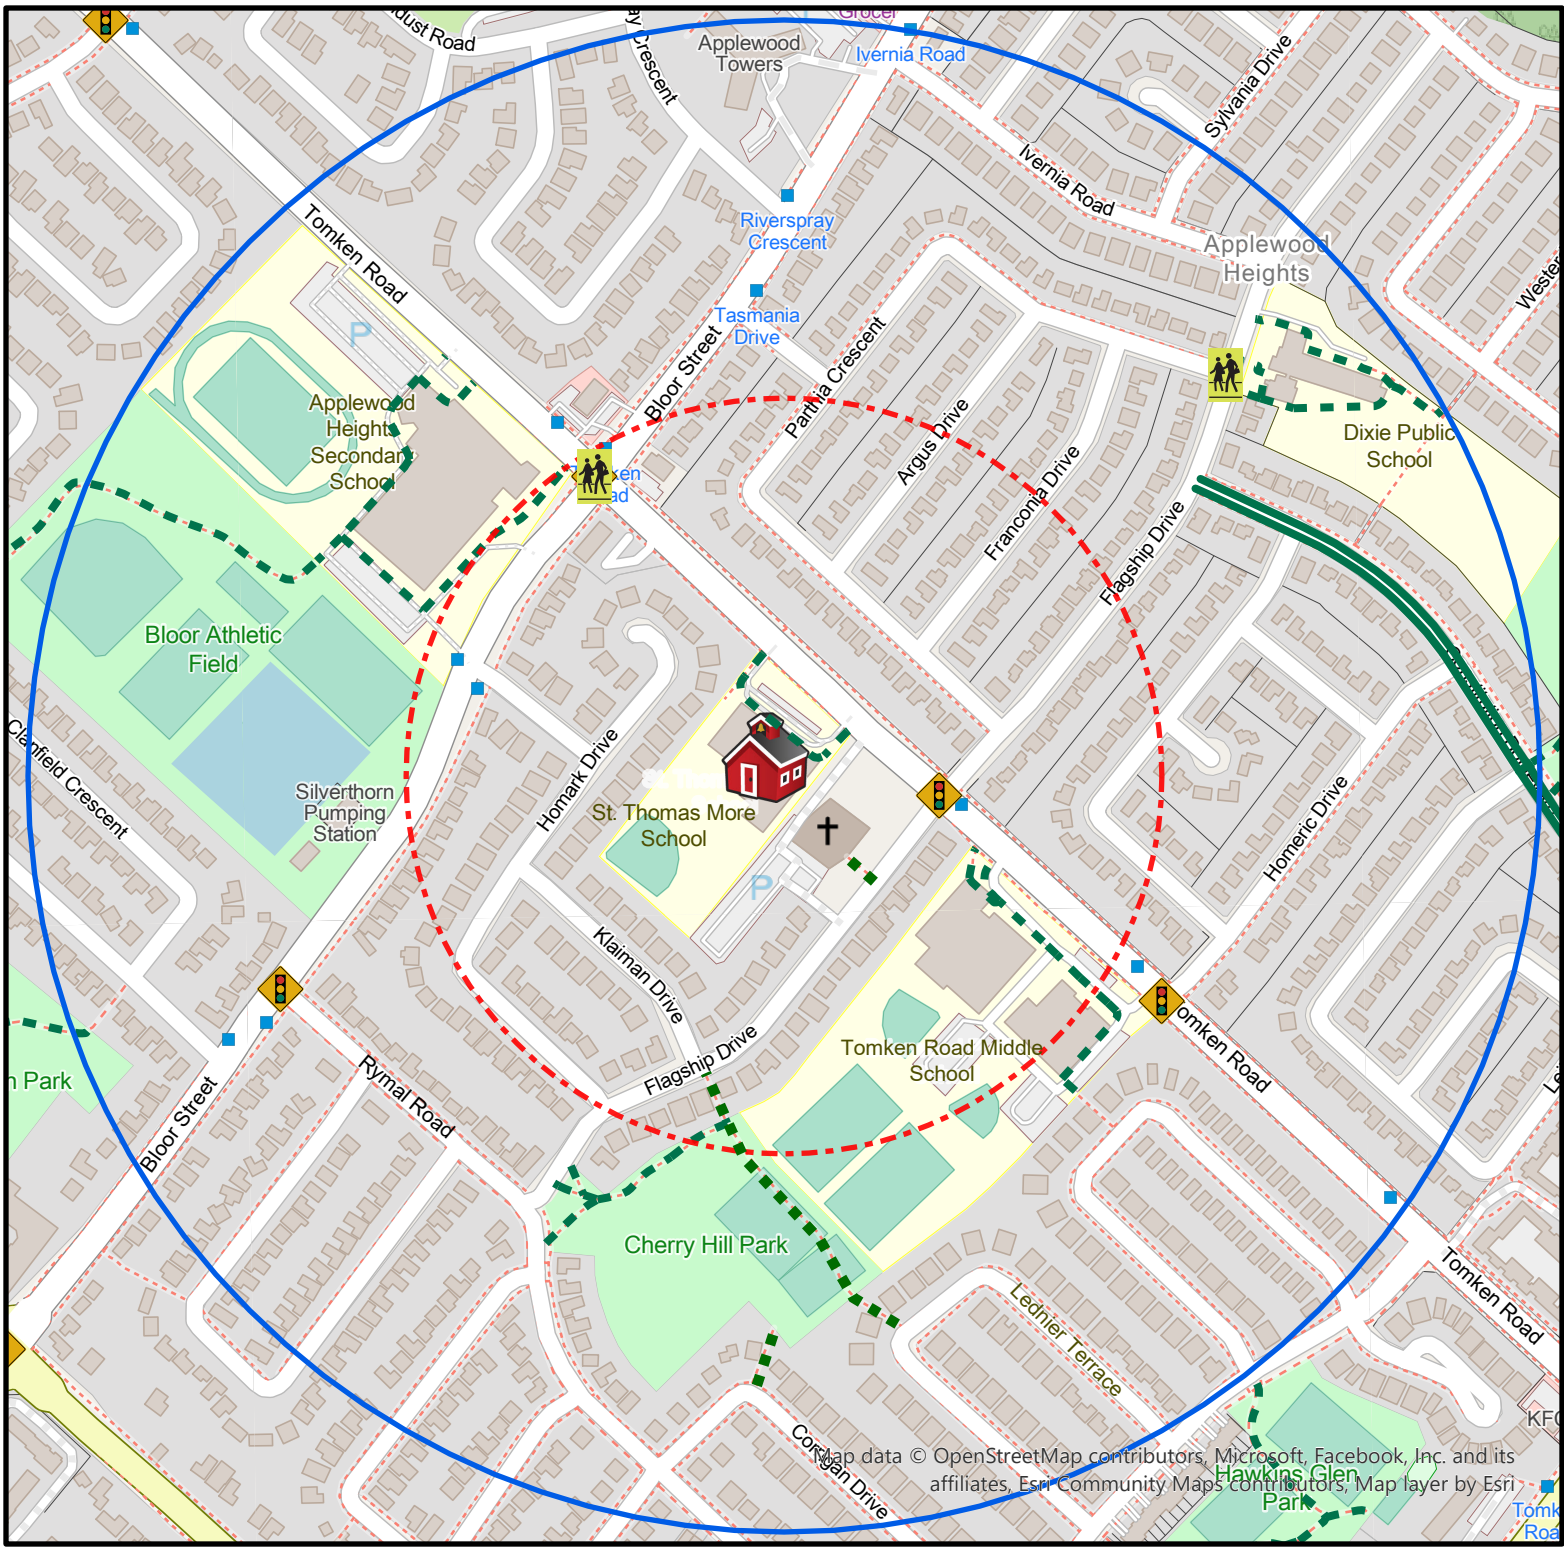 Grocer
Ivernia Road
Applewood
Towers
Sylvania Drive
Ivernia Road
Tomken Road
Riverspray
Crescent
Applewood
Heights
Tasmania
Drive
Bloor Street
P
Parthia Crescent
Applewood
Heights
Secondary
School
Argus Drive
Dixie Public
School
Franconia Drive
Flagship Drive
Bloor Athletic
Field
Clanfield Crescent
Silverthorn
Pumping
Station
Homark Drive
St. Thomas More
School
Homeric Drive
P
Klaiman Drive
Flagship Drive
Tomken Road Middle
School
Tomken Road
Park
Rymal Road
Bloor Street
Cherry Hill Park
Lednier Terrace
Tomken Road
KFC
Corrigan Drive
Map data © OpenStreetMap contributors, Microsoft, Facebook, Inc. and its
affiliates, Esri Community Maps contributors, Map layer by Esri
Hawkins Glen
Park